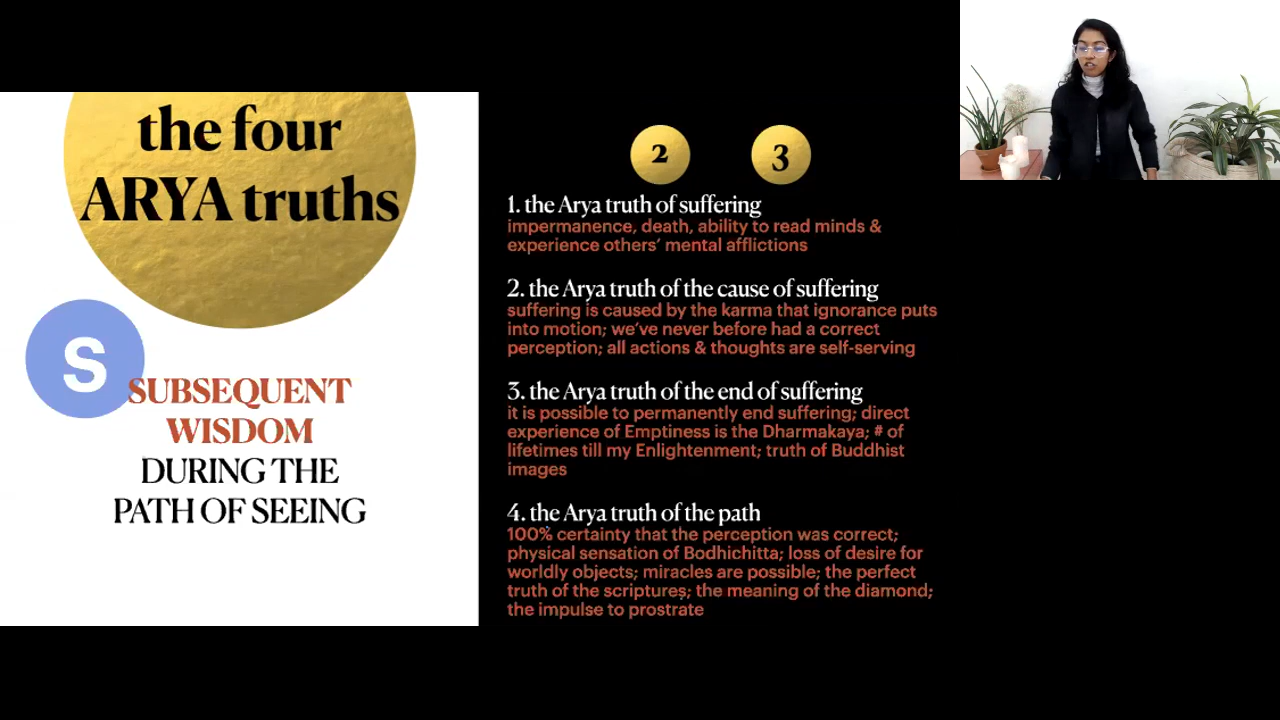 the four
ARYA truths
S
SUBSEQUENT
WISDOM
DURING THE
PATH OF SEEING
2 3
1. the Arya truth of suffering
impermanence, death, ability to read minds &
experience others' mental afflictions
2. the Arya truth of the cause of suffering
suffering is caused by the karma that ignorance puts
into motion; we've never before had a correct
perception; all actions & thoughts are self-serving
3. the Arya truth of the end of suffering
it is possible to permanently end suffering; direct
experience of Emptiness is the Dharmakaya; # of
lifetimes till my Enlightenment; truth of Buddhist
images
4. the Arya truth of the path
100% certainty that the perception was correct;
physical sensation of Bodhichitta; loss of desire for
worldly objects; miracles are possible; the perfect
truth of the scriptures; the meaning of the diamond;
the impulse to prostrate